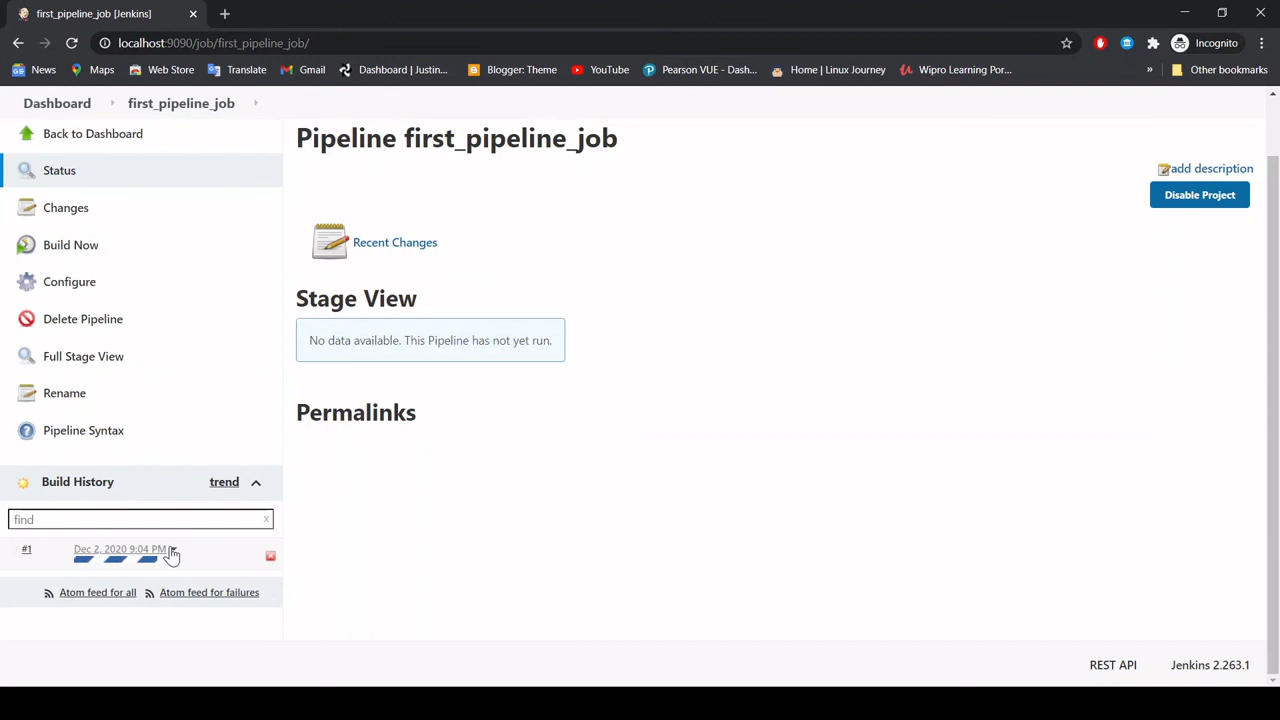 first_pipeline_job [Jenkins]
localhost:9090/job/first_pipeline_job/
Incognito
News Maps Web Store Translate Gmail Dashboard | Justin... Blogger: Theme YouTube Pearson VUE - Dash... Home | Linux Journey Wipro Learning Por... » Other bookmarks
Dashboard first_pipeline_job
Back to Dashboard
Pipeline first_pipeline_job
Status
add description
Disable Project
Changes
Build Now
Recent Changes
Configure
Stage View
Delete Pipeline
No data available. This Pipeline has not yet run.
Full Stage View
Rename
Permalinks
Pipeline Syntax
Build History trend
find x
#1 Dec 2, 2020 9:04 PM
Atom feed for all Atom feed for failures
REST API Jenkins 2.263.1